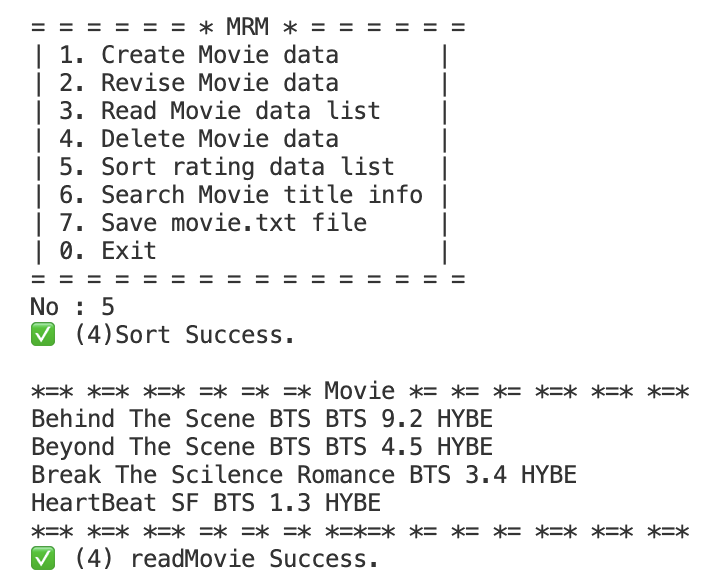 = = = = = = * MRM * = = = = = =
| 1. Create Movie data       |
| 2. Revise Movie data       |
| 3. Read Movie data list    |
| 4. Delete Movie data       |
| 5. Sort rating data list   |
| 6. Search Movie title info |
| 7. Save movie.txt file     |
| 0. Exit                    |
= = = = = = = = = = = = = = = =
No : 5
✅ (4)Sort Success.
*=* *=* *=* =* =* =* Movie *= *= *= *=* *=* *=*
Behind The Scene BTS BTS 9.2 HYBE
Beyond The Scene BTS 4.5 HYBE
Break The Scilence Romance BTS 3.4 HYBE
HeartBeat SF BTS 1.3 HYBE
*=* *=* *=* =* =* =* *=*=* *= *= *= *=* *=* *=*
✅ (4) readMovie Success.